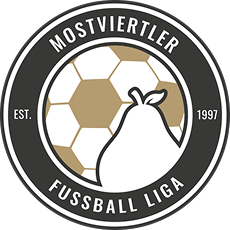 MOSTVIERTLER
EST.
1997
FUSSBALL LIGA